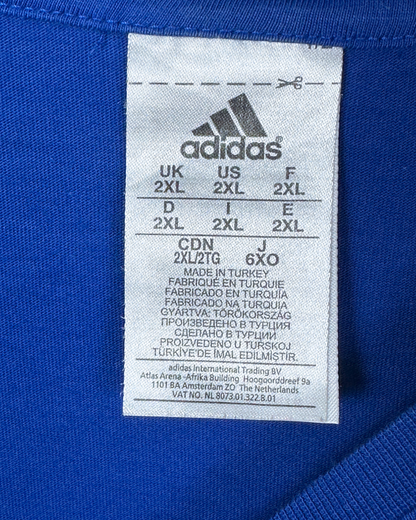 adidas®
UK US F
2XL 2XL 2XL
D I E
2XL 2XL 2XL
CDN J
2XL/2TG 6XO
MADE IN TURKEY
FABRIQUÉ EN TURQUIE
FABRICADO EN TURQUÍA
FABRICADO NA TURQUIA
GYÁRTVA: TÖRÖKORSZÁG
ПРОИЗВЕДЕНО В ТУРЦИЯ
СДЕЛАНО В ТУРЦИИ
PROIZVEDENO U TURSKOJ
TÜRKİYE'DE İMAL EDİLMİŞTİR.
adidas International Trading BV
Atlas Arena -Afrika Building Hoogoorddreef 9a
1101 BA Amsterdam ZO The Netherlands
VAT NO. NL 8073.01.322.B.01